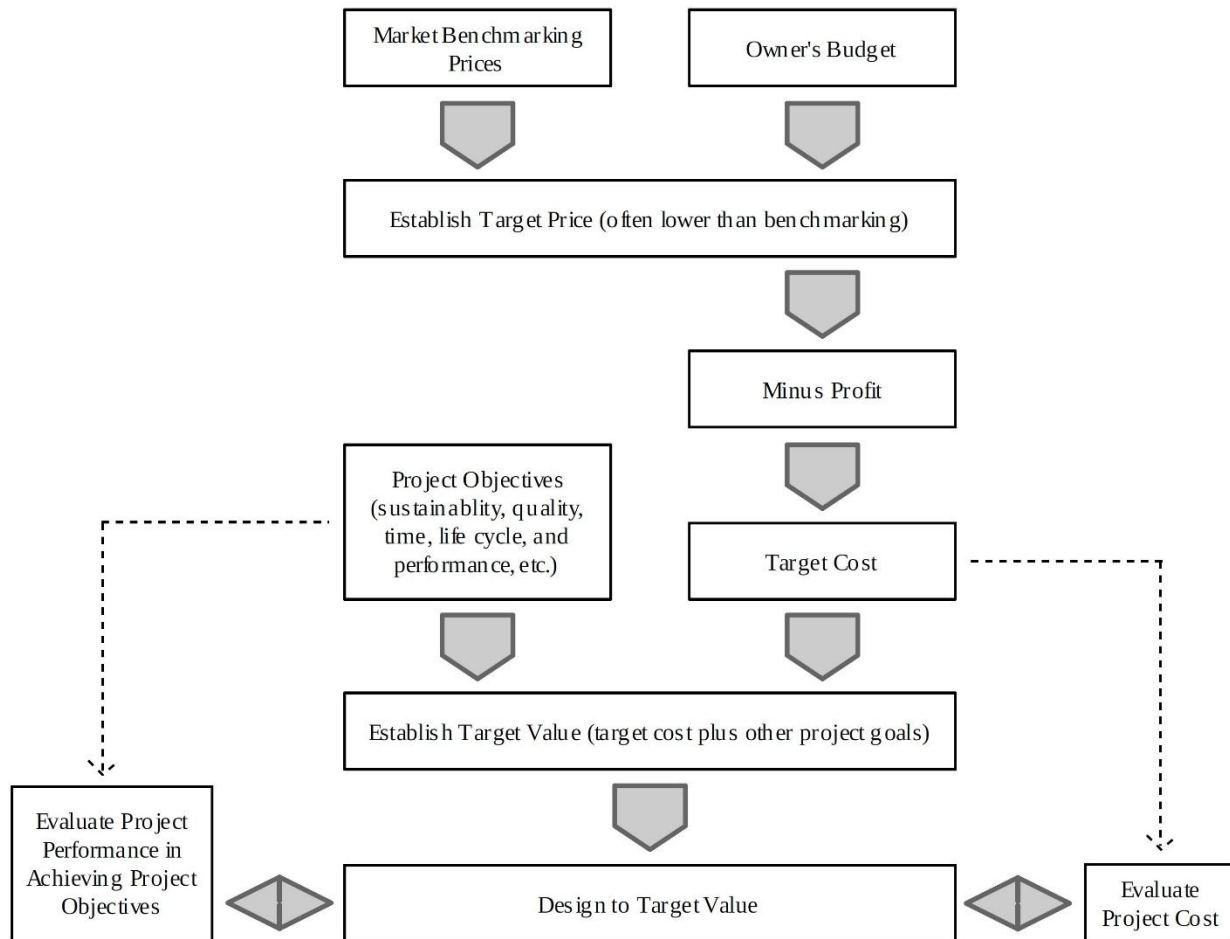 Market Benchmarking
Prices
Owner's Budget
Establish Target Price (often lower than benchmarking)
Minus Profit
Project Objectives
(sustainablity, quality,
time, life cycle, and
performance, etc.)
Target Cost
Establish Target Value (target cost plus other project goals)
Evaluate Project
Performance in
Achieving Project
Objectives
Design to Target Value
Evaluate
Project Cost